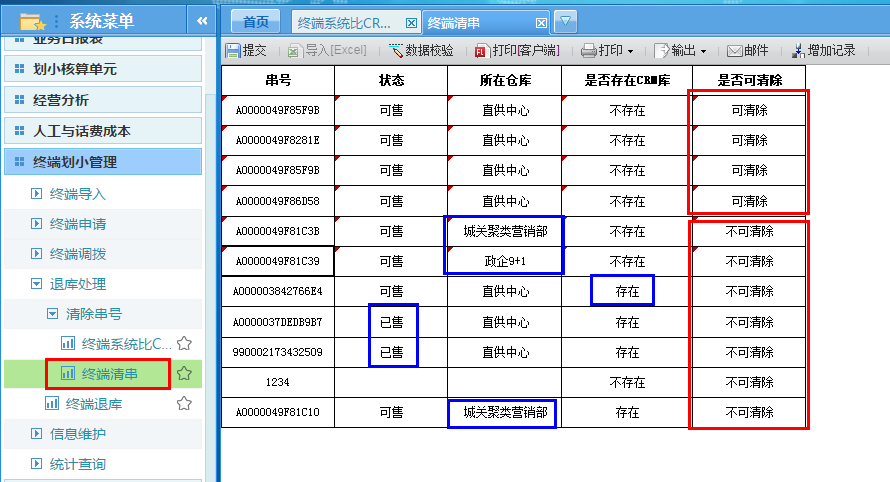 系统菜单
«
首页
终端系统比CR...
终端清串
业务日报表
划小核算单元
经营分析
人工与话费成本
终端划小管理
终端导入
终端申请
终端调拨
退库处理
清除串号
终端系统比C...
终端清串
终端退库
信息维护
统计查询
提交 导入[Excel] 数据校验 打印[客户端] 打印 输出 邮件 增加记录
串号 状态 所在仓库 是否存在CRM库 是否可清除
A0000049F85F9B 可售 直供中心 不存在 可清除
A0000049F8281E 可售 直供中心 不存在 可清除
A0000049F85F9B 可售 直供中心 不存在 可清除
A0000049F86D58 可售 直供中心 不存在 可清除
A0000049F81C3B 可售 城关聚类营销部 不存在 不可清除
A0000049F81C39 可售 政企9+1 不存在 不可清除
A000003842766E4 可售 直供中心 存在 不可清除
A0000037DEDB9B7 已售 直供中心 存在 不可清除
990002173432509 已售 直供中心 存在 不可清除
1234 不存在 不可清除
A0000049F81C10 可售 城关聚类营销部 存在 不可清除